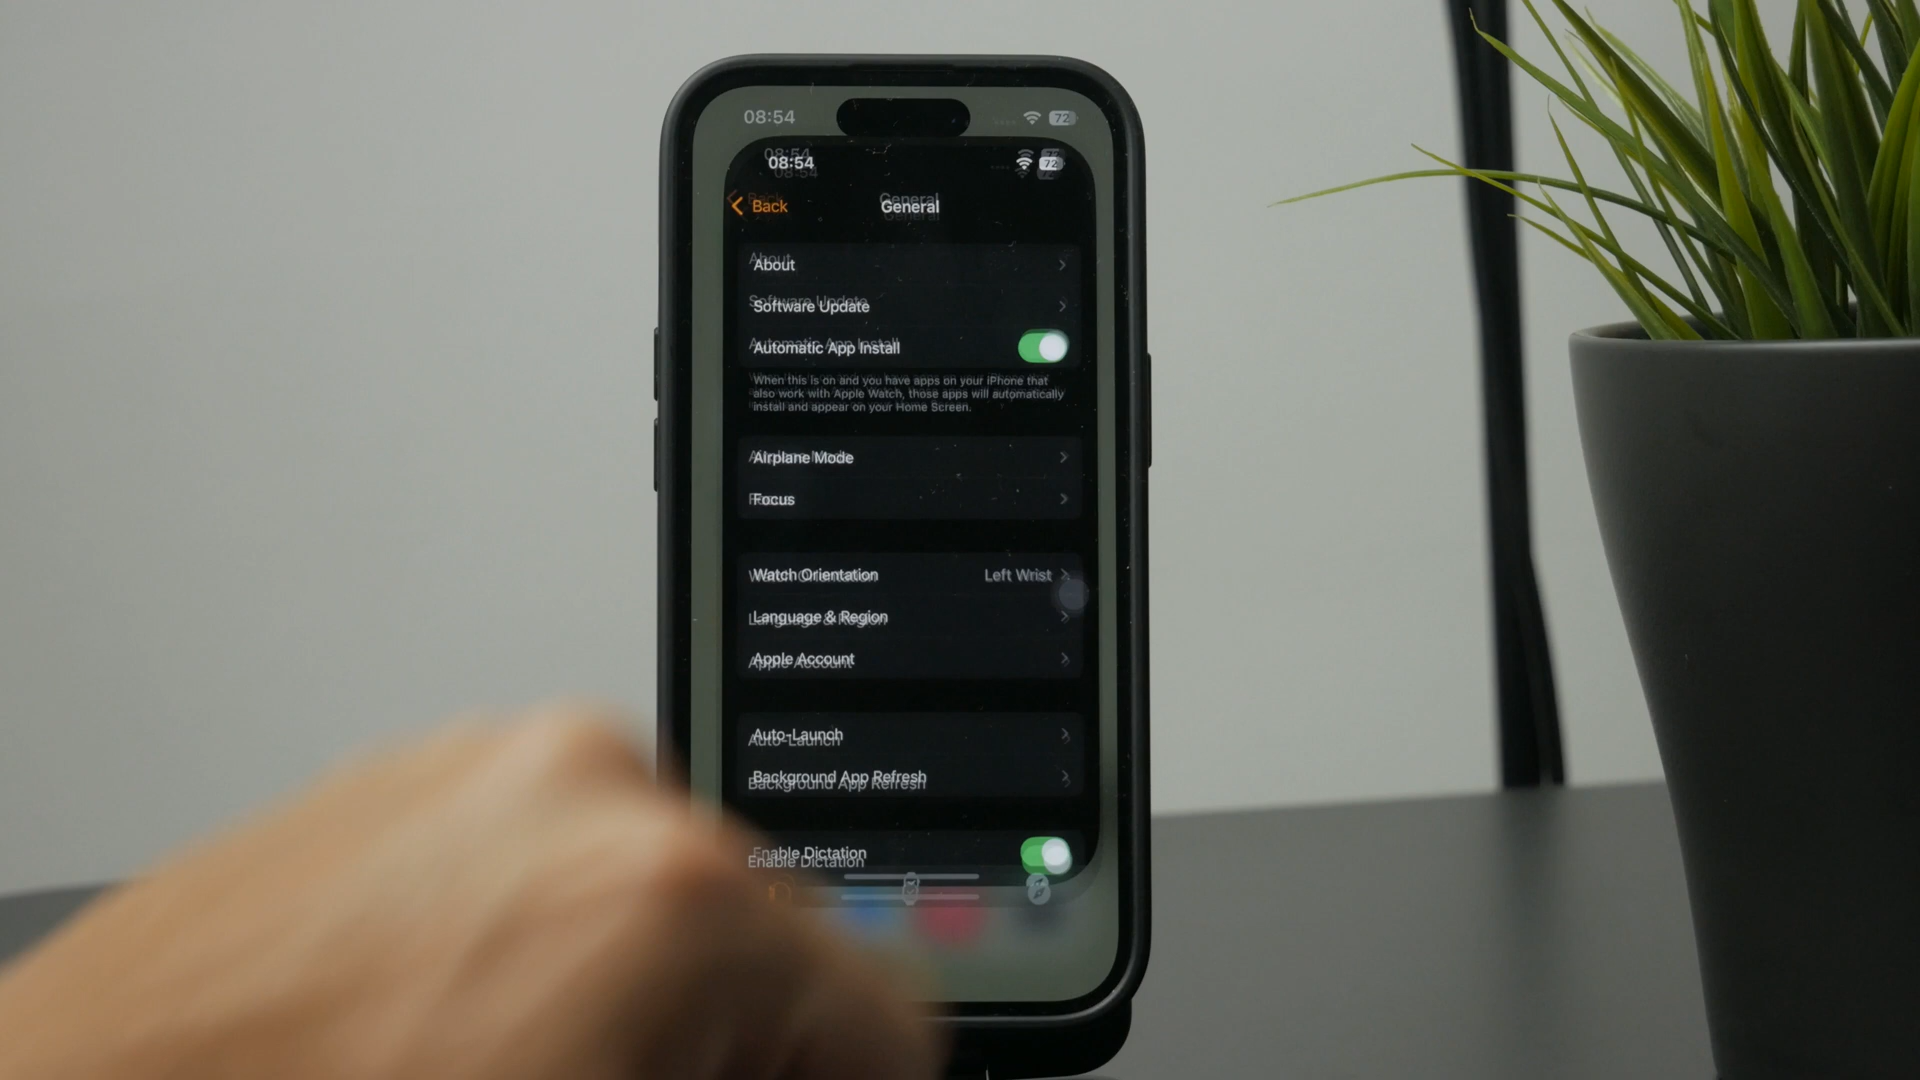 08:54 72
08:54 72
Back General
About
Software Update
Automatic App Install
When this is on and you have apps on your iPhone that
also work with Apple Watch, those apps will automatically
install and appear on your Home Screen.
Airplane Mode
Focus
Watch Orientation Left Wrist
Language & Region
Apple Account
Auto-Launch
Background App Refresh
Enable Dictation